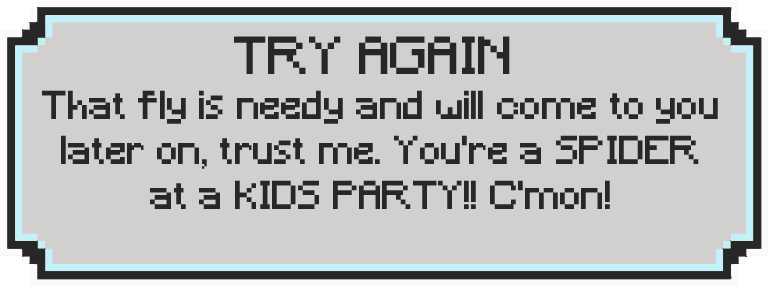 TRY AGAIN
That fly is needy and will come to you
later on, trust me. You're a SPIDER
at a KIDS PARTY!! C'mon!